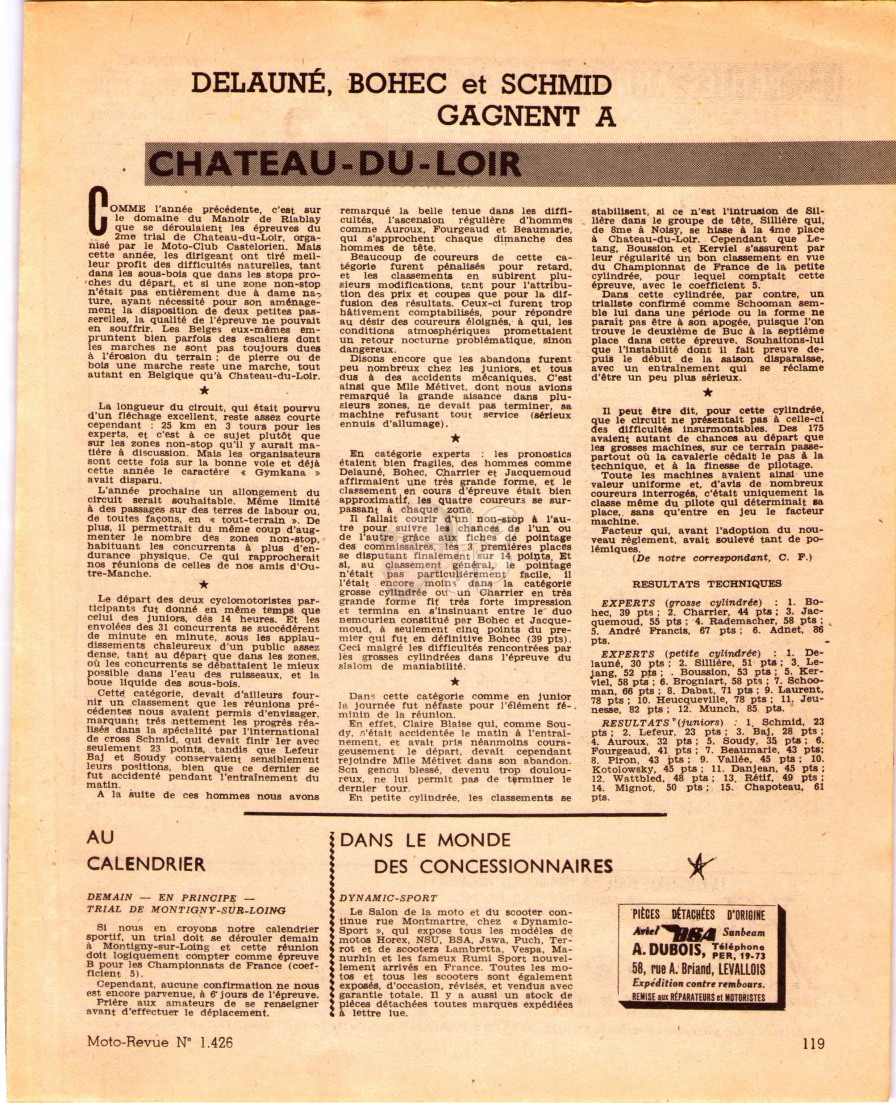 DELAUNÉ, BOHEC et SCHMID
GAGNENT A
CHATEAU-DU-LOIR
COMME l'année précédente, c'est sur
le domaine du Manoir de Riablay
que se déroulaient les épreuves du
2me trial de Chateau-du-Loir, orga-
nisé par le Moto-Club Castelorien. Mais
cette année, les dirigeant ont tiré meil-
leur profit des difficultés naturelles, tant
dans les sous-bois que dans les stops pro-
ches du départ, et si une zone non-stop
n'était pas entièrement due à dame na-
ture, ayant nécessité pour son aménage-
ment la disposition de deux petites pas-
serelles, la qualité de l'épreuve ne pouvait
en souffrir. Les Belges eux-mêmes em-
pruntent bien parfois des escaliers dont
les marches ne sont pas toujours dues
à l'érosion du terrain ; de pierre ou de
bois une marche reste une marche, tout
autant en Belgique qu'à Chateau-du-Loir.
★
La longueur du circuit, qui était pourvu
d'un fléchage excellent, reste assez courte
cependant : 25 km en 3 tours pour les
experts, et c'est à ce sujet plutôt que
sur les zones non-stop qu'il y aurait ma-
tière à discussion. Mais les organisateurs
sont cette fois sur la bonne voie et déjà
cette année le caractère « Gymkana »
avait disparu.
L'année prochaine un allongement du
circuit serait souhaitable. Même limité
à des passages sur des terres de labour ou,
de toutes façons, en « tout-terrain ». De
plus, il permetrait du même coup d'aug-
menter le nombre des zones non-stop,
habituant les concurrents à plus d'en-
durance physique. Ce qui rapprocherait
nos réunions de celles de nos amis d'Ou-
tre-Manche.
★
Le départ des deux cyclomotoristes par-
ticipants fut donné en même temps que
celui des juniors, dès 14 heures. Et les
envolées des 31 concurrents se succédèrent
de minute en minute, sous les applau-
dissements chaleureux d'un public assez
dense, tant au départ que dans les zones,
où les concurrents se débattaient le mieux
possible dans l'eau des ruisseaux, et la
boue liquide des sous-bois.
Cette catégorie, devait d'ailleurs four-
nir un classement que les réunions pré-
cédentes nous avaient permis d'envisager,
marquant très nettement les progrès réa-
lisés dans la spécialité par l'international
de cross Schmid, qui devait finir 1er avec
seulement 23 points, tandis que Lefeur
Baj et Soudy conservaient sensiblement
leurs positions, bien que ce dernier se
fut accidenté pendant l'entraînement du
matin.
A la suite de ces hommes nous avons
remarqué la belle tenue dans les diffi-
cultés, l'ascension régulière d'hommes
comme Auroux, Fourgeaud et Beaumarie,
qui s'approchent chaque dimanche des
hommes de tête.
Beaucoup de coureurs de cette ca-
tégorie furent pénalisés pour retard,
et les classements en subirent plu-
sieurs modifications, tant pour l'attribu-
tion des prix et coupes que pour la dif-
fusion des résultats. Ceux-ci furent trop
hâtivement comptabilisés, pour répondre
au désir des coureurs éloignés, à qui, les
conditions atmosphériques promettaient
un retour nocturne problématique, sinon
dangereux.
Disons encore que les abandons furent
peu nombreux chez les juniors, et tous
dus à des accidents mécaniques. C'est
ainsi que Mlle Métivet, dont nous avions
remarqué la grande aisance dans plu-
sieurs zones, ne devait pas terminer, sa
machine refusant tout service (sérieux
ennuis d'allumage).
★
En catégorie experts : les pronostics
étaient bien fragiles, des hommes comme
Delauné, Bohec, Charrier et Jacquemoud
affirmaient une très grande forme, et le
classement en cours d'épreuve était bien
approximatif, les quatre coureurs se sur-
passant à chaque zone.
Il fallait courir d'un non-stop à l'au-
tre pour suivre les chances de l'un ou
de l'autre grâce aux fiches de pointage
des commissaires, les 3 premières places
se disputant finalement sur 14 points. Et
si, au classement général, le pointage
n'était pas particulièrement facile, il
l'était encore moins dans la catégorie
grosse cylindrée ou un Charrier en très
grande forme fit très forte impression
et termina en s'insinuant entre le duo
nemcurien constitué par Bohec et Jacque-
moud, à seulement cinq points du pre-
mier qui fut en définitive Bohec (39 pts).
Ceci malgré les difficultés rencontrées par
les grosses cylindrées dans l'épreuve du
slalom de maniabilité.
★
Dans cette catégorie comme en junior
la journée fut néfaste pour l'élément fé-
minin de la réunion.
En effet, Claire Blaise qui, comme Sou-
dy, s'était accidentée le matin à l'entraî-
nement, et avait pris néanmoins coura-
geusement le départ, devait cependant
rejoindre Mlle Métivet dans son abandon.
Son genou blessé, devenu trop doulou-
reux, ne lui permit pas de terminer le
dernier tour.
En petite cylindrée, les classements se
stabilisent, si ce n'est l'intrusion de Sil-
lière dans le groupe de tête, Sillière qui,
de 8me à Noisy, se hisse à la 4me place
à Chateau-du-Loir. Cependant que Le-
tang, Boussion et Kerviel s'assurent par
leur régularité un bon classement en vue
du Championnat de France de la petite
cylindrée, pour lequel comptait cette
épreuve, avec le coefficient 5.
Dans cette cylindrée, par contre, un
trialiste confirmé comme Schooman sem-
ble lui dans une période ou la forme ne
parait pas être à son apogée, puisque l'on
trouve le deuxième de Buc à la septième
place dans cette épreuve. Souhaitons-lui
que l'instabilité dont il fait preuve de-
puis le début de la saison disparaisse,
avec un entraînement qui se réclame
d'être un peu plus sérieux.
★
Il peut être dit, pour cette cylindrée,
que le circuit ne présentait pas à celle-ci
des difficultés insurmontables. Des 175
avaient autant de chances au départ que
les grosses machines, sur ce terrain passe-
partout où la cavalerie cédait le pas à la
technique, et à la finesse de pilotage.
Toute les machines avaient ainsi une
valeur uniforme et, d'avis de nombreux
coureurs interrogés, c'était uniquement la
classe même du pilote qui déterminait sa
place, sans qu'entre en jeu le facteur
machine.
Facteur qui, avant l'adoption du nou-
veau règlement, avait soulevé tant de po-
lémiques.
(De notre correspondant, C. F.)
RESULTATS TECHNIQUES
EXPERTS (grosse cylindrée) : 1. Bo-
hec, 39 pts ; 2. Charrier, 44 pts ; 3. Jac-
quemoud, 55 pts ; 4. Rademacher, 58 pts ;
5. André Francis, 67 pts ; 6. Adnet, 86
pts.
EXPERTS (petite cylindrée) : 1. De-
launé, 30 pts ; 2. Sillière, 51 pts ; 3. Le-
jang, 52 pts ; . Boussion, 53 pts ; 5. Ker-
viel, 58 pts ; 6. Brogniart, 58 pts ; 7. Schoo-
man, 66 pts ; 8. Dabat, 71 pts ; 9. Laurent,
78 pts ; 10. Heucqueville, 78 pts ; 11. Jeu-
nesse, 82 pts ; 12. Munch, 85 pts.
RESULTATS (juniors) : 1. Schmid, 23
pts ; 2. Lefeur, 23 pts ; 3. Baj, 28 pts ;
4. Auroux, 32 pts ; 5. Soudy, 35 pts ; 6.
Fourgeaud, 41 pts ; 7. Beaumarie, 43 pts;
8. Piron, 43 pts ; 9. Vallée, 45 pts ; 10.
Kotolowsky, 45 pts ; 11. Danjean, 45 pts ;
12. Wattbled, 48 pts ; 13. Rétif, 49 pts ;
14. Mignot, 50 pts ; 15. Chapoteau, 61
pts.
AU
CALENDRIER
DEMAIN — EN PRINCIPE —
TRIAL DE MONTIGNY-SUR-LOING
Si nous en croyons notre calendrier
sportif, un trial doit se dérouler demain
à Montigny-sur-Loing et cette réunion
doit logiquement compter comme épreuve
B pour les Championnats de France (coef-
ficient 5).
Cependant, aucune confirmation ne nous
est encore parvenue, à 6 jours de l'épreuve.
Prière aux amateurs de se renseigner
avant d'effectuer le déplacement.
DANS LE MONDE
DES CONCESSIONNAIRES
DYNAMIC-SPORT
Le Salon de la moto et du scooter con-
tinue rue Montmartre, chez « Dynamic-
Sport », qui expose tous les modèles de
motos Horex, NSU, BSA, Jawa, Puch, Ter-
rot et de scooters Lambretta, Vespa, Ma-
nurhin et les fameux Rumi Sport nouvel-
lement arrivés en France. Toutes les mo-
tos et tous les scooters sont également
exposés, d'occasion, révisés, et vendus avec
garantie totale. Il y a aussi un stock de
pièces détachées toutes marques expédiées
à lettre lue.
PIÈCES DÉTACHÉES D'ORIGINE
Ariel BSA Sunbeam
A. DUBOIS, Téléphone PER, 19-73
58, rue A. Briand, LEVALLOIS
Expédition contre rembours.
REMISE aux RÉPARATEURS et MOTORISTES
Moto-Revue N° 1.426
119